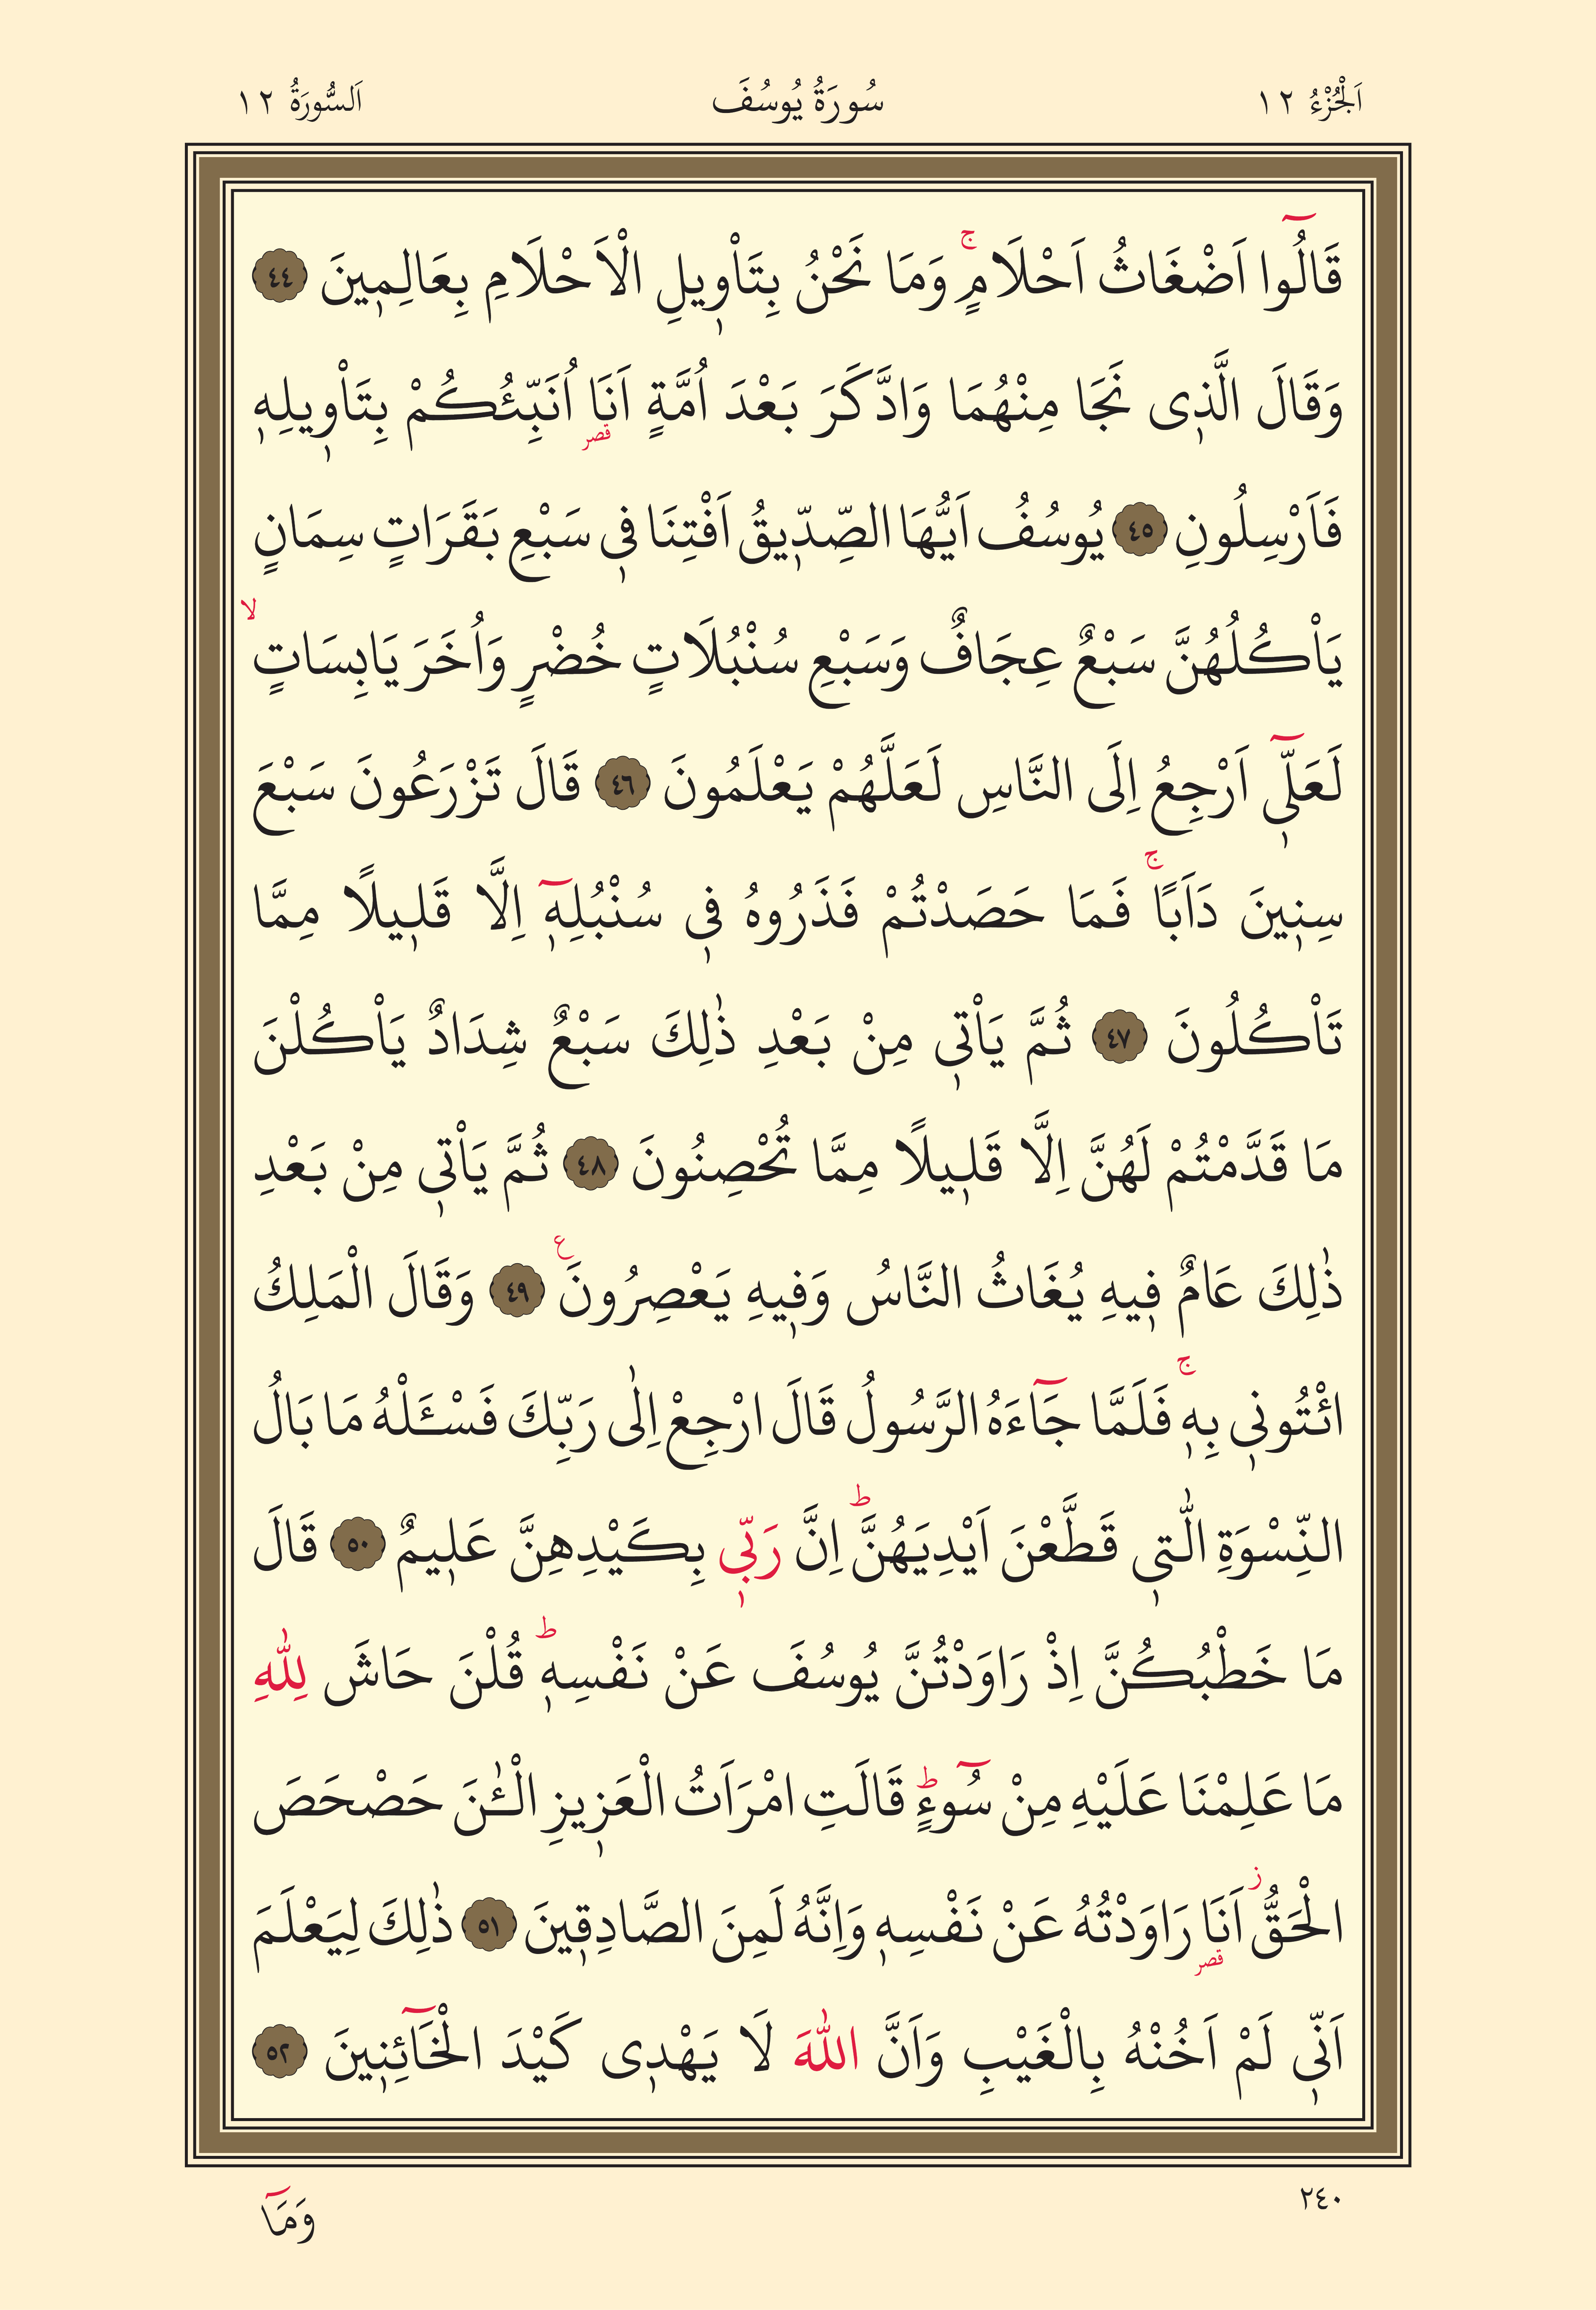 اَلْجُزْءُ ١٢
سُورَةُ يُوسُفَ
اَلسُّورَةُ ١٢
قَالُٓوا اَضْغَاثُ اَحْلَامٍۚ وَمَا نَحْنُ بِتَأْو۪يلِ الْاَحْلَامِ بِعَالِم۪ينَ ﴿٤٤﴾
وَقَالَ الَّذ۪ى نَجَا مِنْهُمَا وَادَّكَرَ بَعْدَ اُمَّةٍ اَنَا۬ قصر اُنَبِّئُكُمْ بِتَأْو۪يلِه۪
فَاَرْسِلُونِ ﴿٤٥﴾ يُوسُفُ اَيُّهَا الصِّدّ۪يقُ اَفْتِنَا ف۪ى سَبْعِ بَقَرَاتٍ سِمَانٍ
يَأْكُلُهُنَّ سَبْعٌ عِجَافٌ وَسَبْعِ سُنْبُلَاتٍ خُضْرٍ وَاُخَرَ يَابِسَاتٍۙ
لَعَلّ۪ٓى اَرْجِعُ اِلَى النَّاسِ لَعَلَّهُمْ يَعْلَمُونَ ﴿٤٦﴾ قَالَ تَزْرَعُونَ سَبْعَ
سِن۪ينَ دَاَبًاۚ فَمَا حَصَدْتُمْ فَذَرُوهُ ف۪ى سُنْبُلِه۪ٓ اِلَّا قَل۪يلًا مِمَّا
تَأْكُلُونَ ﴿٤٧﴾ ثُمَّ يَأْت۪ى مِنْ بَعْدِ ذٰلِكَ سَبْعٌ شِدَادٌ يَأْكُلْنَ
مَا قَدَّمْتُمْ لَهُنَّ اِلَّا قَل۪يلًا مِمَّا تُحْصِنُونَ ﴿٤٨﴾ ثُمَّ يَأْت۪ى مِنْ بَعْدِ
ذٰلِكَ عَامٌ ف۪يهِ يُغَاثُ النَّاسُ وَف۪يهِ يَعْصِرُونَ ع ﴿٤٩﴾ وَقَالَ الْمَلِكُ
ائْتُون۪ى بِه۪ۚ فَلَمَّا جَٓاءَهُ الرَّسُولُ قَالَ ارْجِعْ اِلٰى رَبِّكَ فَسْـَٔلْهُ مَا بَالُ
النِّسْوَةِ الّٰت۪ى قَطَّعْنَ اَيْدِيَهُنَّۜ اِنَّ رَبّ۪ى بِكَيْدِهِنَّ عَل۪يمٌ ﴿٥٠﴾ قَالَ
مَا خَطْبُكُنَّ اِذْ رَاوَدْتُنَّ يُوسُفَ عَنْ نَفْسِه۪ۜ قُلْنَ حَاشَ لِلّٰهِ
مَا عَلِمْنَا عَلَيْهِ مِنْ سُٓوءٍۜ قَالَتِ امْرَاَتُ الْعَز۪يزِ الْـٰٔنَ حَصْحَصَ
الْحَقُّۘ ز اَنَا۬ قصر رَاوَدْتُهُ عَنْ نَفْسِه۪ وَاِنَّهُ لَمِنَ الصَّادِق۪ينَ ﴿٥١﴾ ذٰلِكَ لِيَعْلَمَ
اَنّ۪ى لَمْ اَخُنْهُ بِالْغَيْبِ وَاَنَّ اللّٰهَ لَا يَهْد۪ى كَيْدَ الْخَٓائِن۪ينَ ﴿٥٢﴾
٢٤٠
وَمَٓا